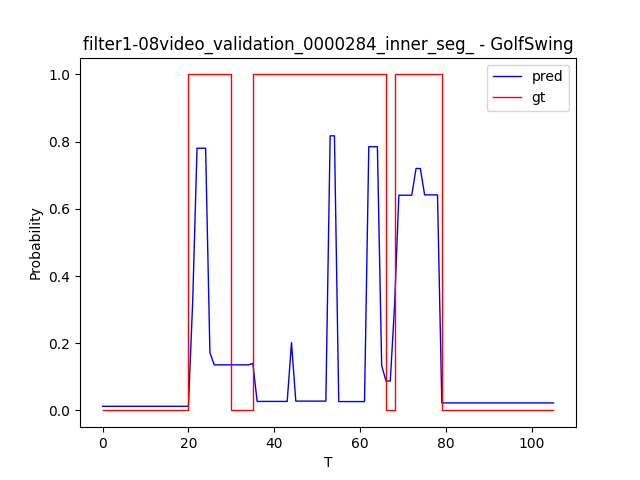 filter1-08video_validation_0000284_inner_seg_ - GolfSwing
1.0
0.8
0.6
0.4
0.2
0.0
Probability
pred
gt
0 20 40 60 80 100
T